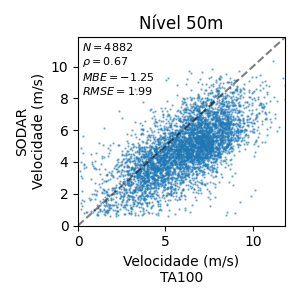 Nível 50m
N = 4882
ρ = 0.67
MBE = −1.25
RMSE = 1.99
SODAR
Velocidade (m/s)
0
2
4
6
8
10
0
5
10
Velocidade (m/s)
TA100